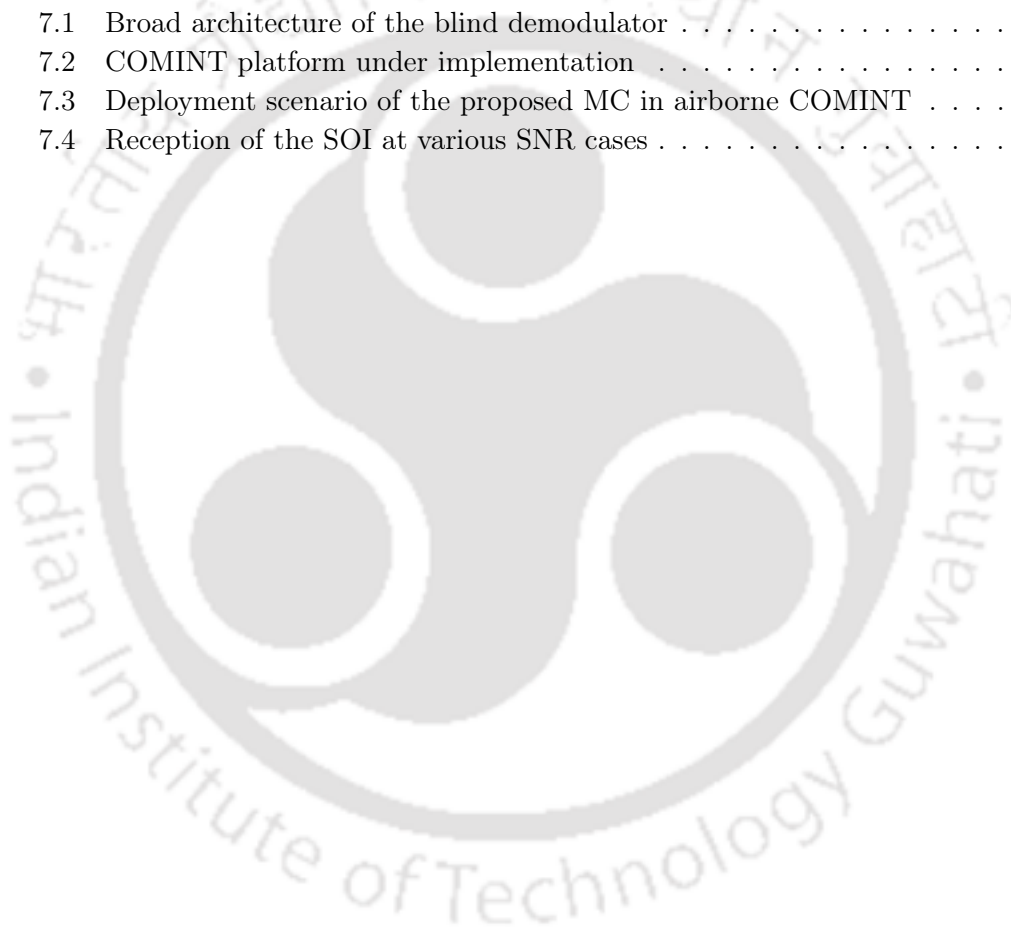 7.1 Broad architecture of the blind demodulator . . . . . . . . . . . . . . . .
7.2 COMINT platform under implementation . . . . . . . . . . . . . . . . .
7.3 Deployment scenario of the proposed MC in airborne COMINT . . . .
7.4 Reception of the SOI at various SNR cases . . . . . . . . . . . . . . . . .
Indian Institute of Technology Guwahati